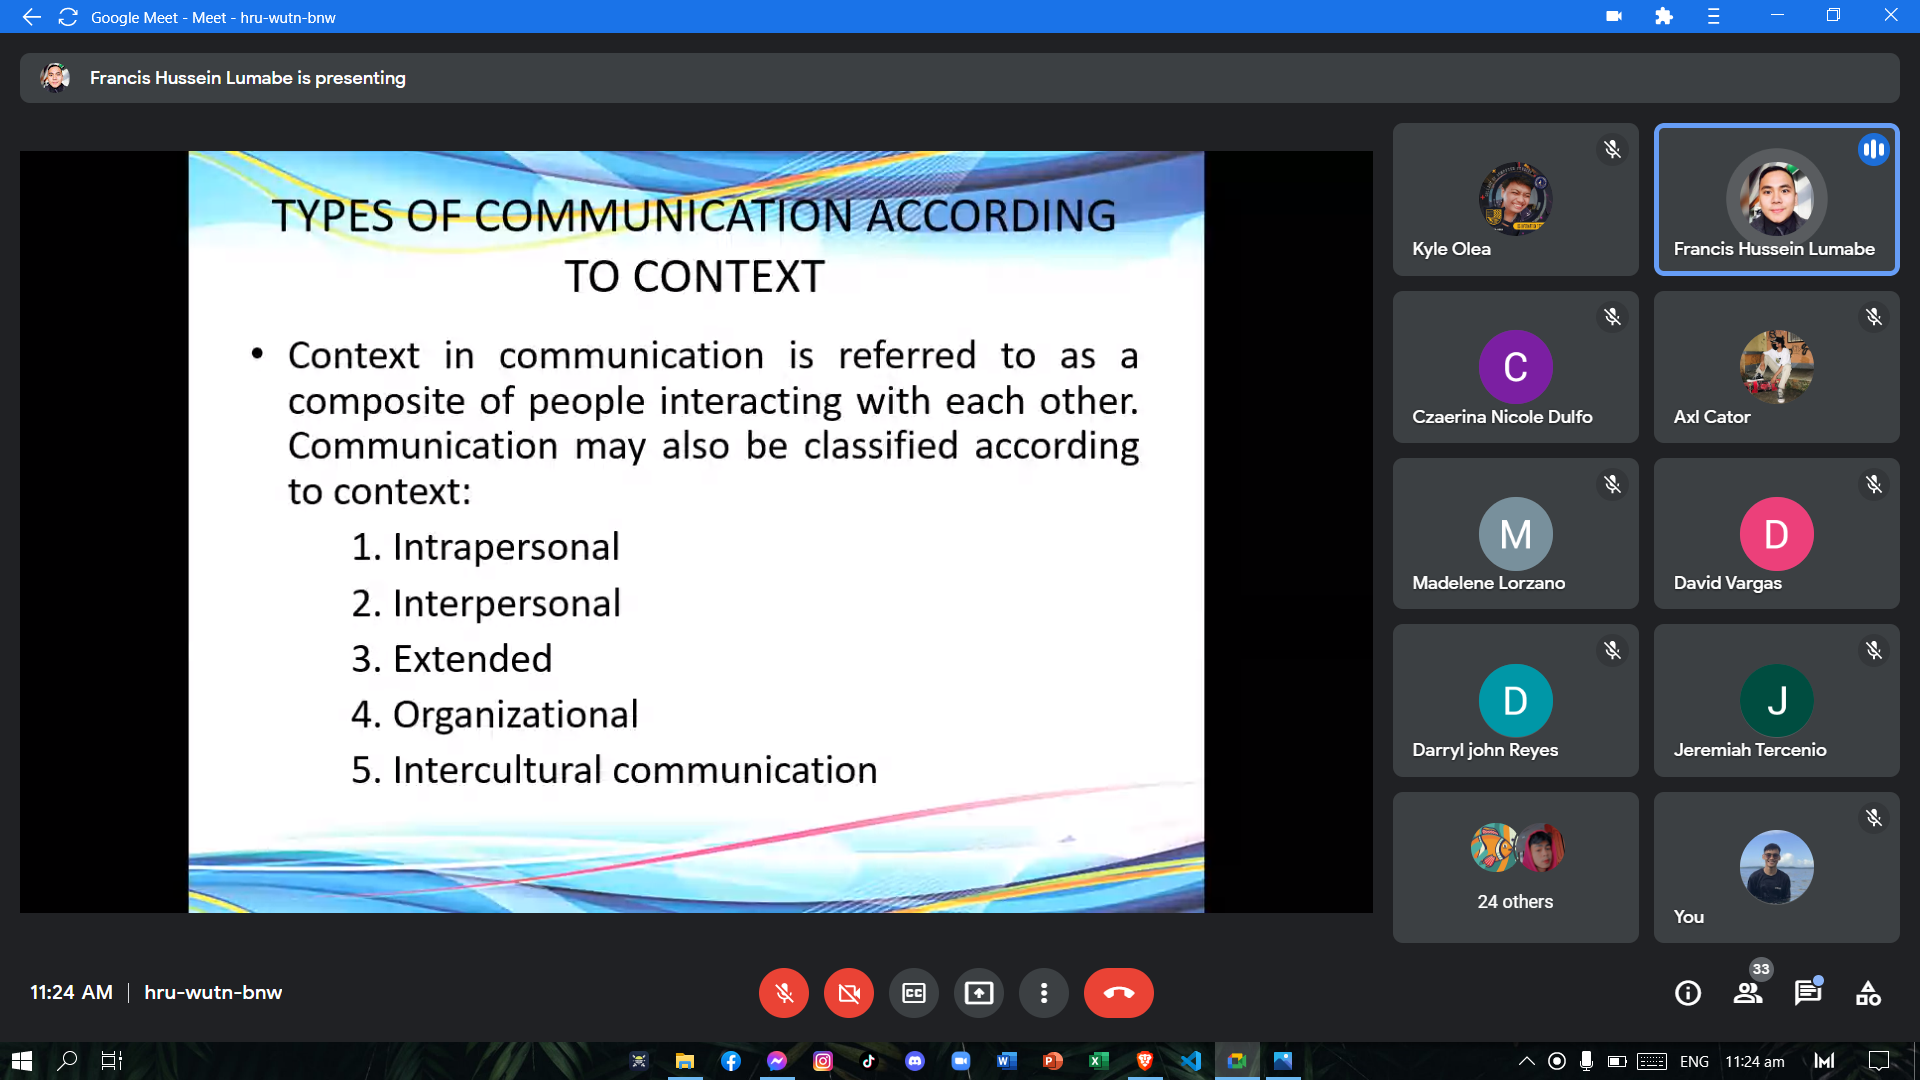 Google Meet - Meet - hru-wutn-bnw
Francis Hussein Lumabe is presenting
TYPES OF COMMUNICATION ACCORDING
TO CONTEXT
• Context in communication is referred to as a
composite of people interacting with each other.
Communication may also be classified according
to context:
1. Intrapersonal
2. Interpersonal
3. Extended
4. Organizational
5. Intercultural communication
Kyle Olea
Francis Hussein Lumabe
C
Czaerina Nicole Dulfo
Axl Cator
M
Madelene Lorzano
D
David Vargas
D
Darryl john Reyes
J
Jeremiah Tercenio
24 others
You
11:24 AM | hru-wutn-bnw
CC
33
ENG
11:24 am